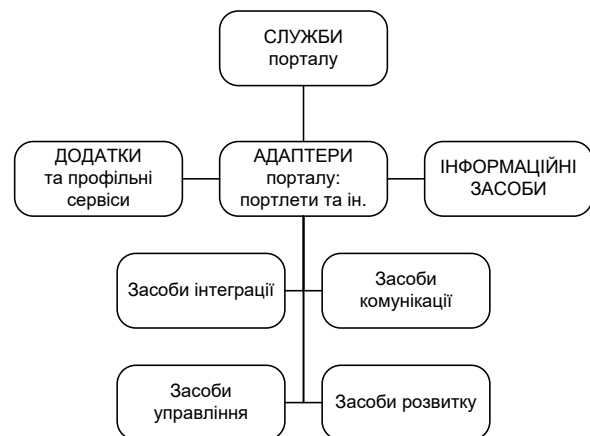 СЛУЖБИ
порталу
ДОДАТКИ
та профільні
сервіси
АДАПТЕРИ
порталу:
портлети та ін.
ІНФОРМАЦІЙНІ
ЗАСОБИ
Засоби інтеграції
Засоби
комунікації
Засоби
управління
Засоби розвитку